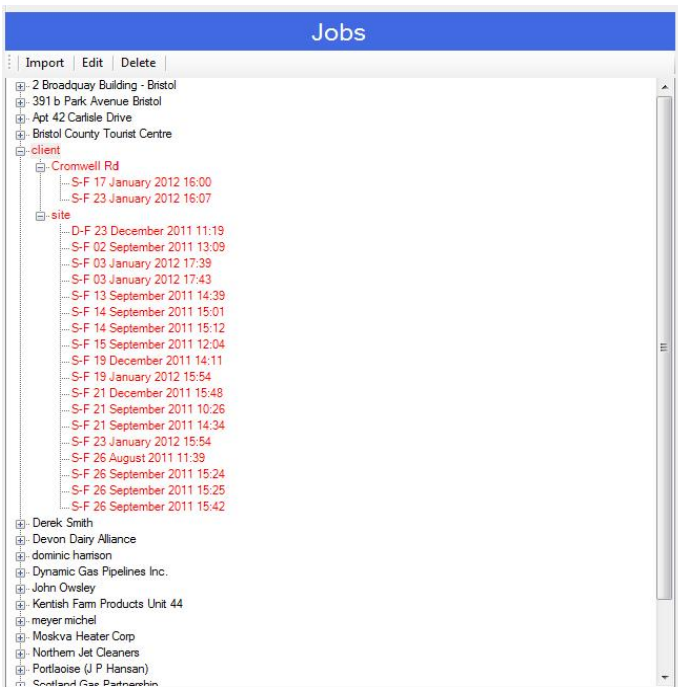 Jobs
Import Edit Delete
2 Broadquay Building - Bristol
391 b Park Avenue Bristol
Apt 42 Carlisle Drive
Bristol County Tourist Centre
client
Cromwell Rd
S-F 17 January 2012 16:00
S-F 23 January 2012 16:07
site
D-F 23 December 2011 11:19
S-F 02 September 2011 13:09
S-F 03 January 2012 17:39
S-F 03 January 2012 17:43
S-F 13 September 2011 14:39
S-F 14 September 2011 15:01
S-F 14 September 2011 15:12
S-F 15 September 2011 12:04
S-F 19 December 2011 14:11
S-F 19 January 2012 15:54
S-F 21 December 2011 15:48
S-F 21 September 2011 10:26
S-F 21 September 2011 14:34
S-F 23 January 2012 15:54
S-F 26 August 2011 11:39
S-F 26 September 2011 15:24
S-F 26 September 2011 15:25
S-F 26 September 2011 15:42
Derek Smith
Devon Dairy Alliance
dominic harrison
Dynamic Gas Pipelines Inc.
John Owsley
Kentish Farm Products Unit 44
meyer michel
Moskva Heater Corp
Northern Jet Cleaners
Portlaoise (J P Hansan)
Scotland Gas Partnership